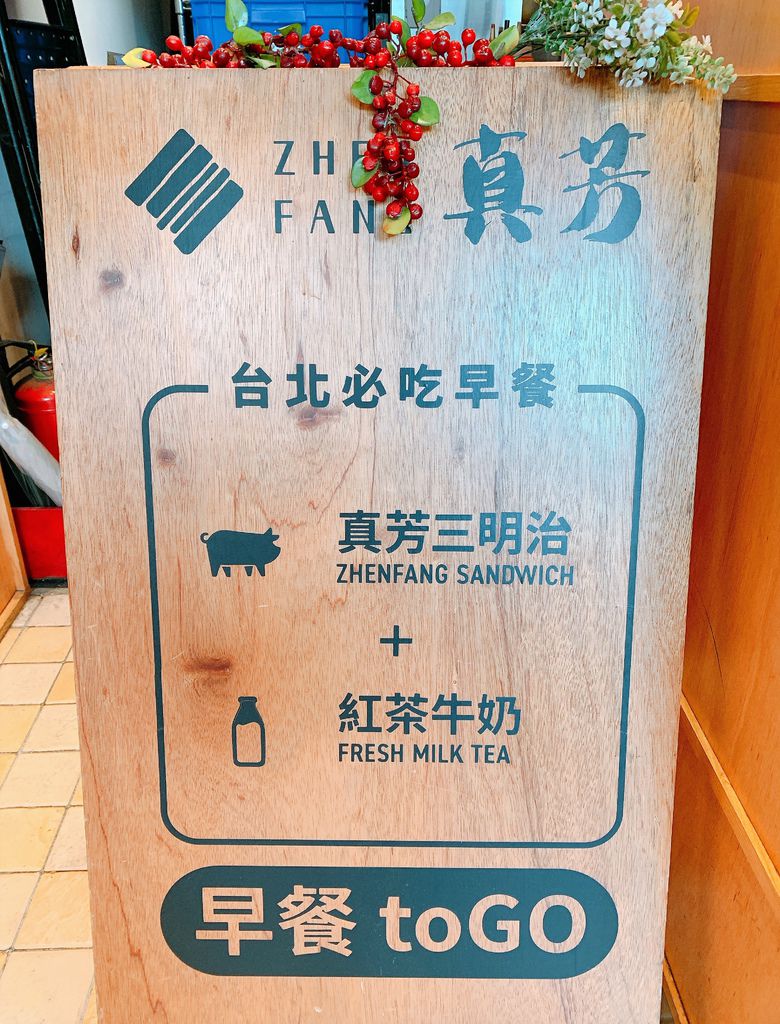 ZHE
FAN
真芳
台北必吃早餐
真芳三明治
ZHENFANG SANDWICH
+
紅茶牛奶
FRESH MILK TEA
早餐 toGO